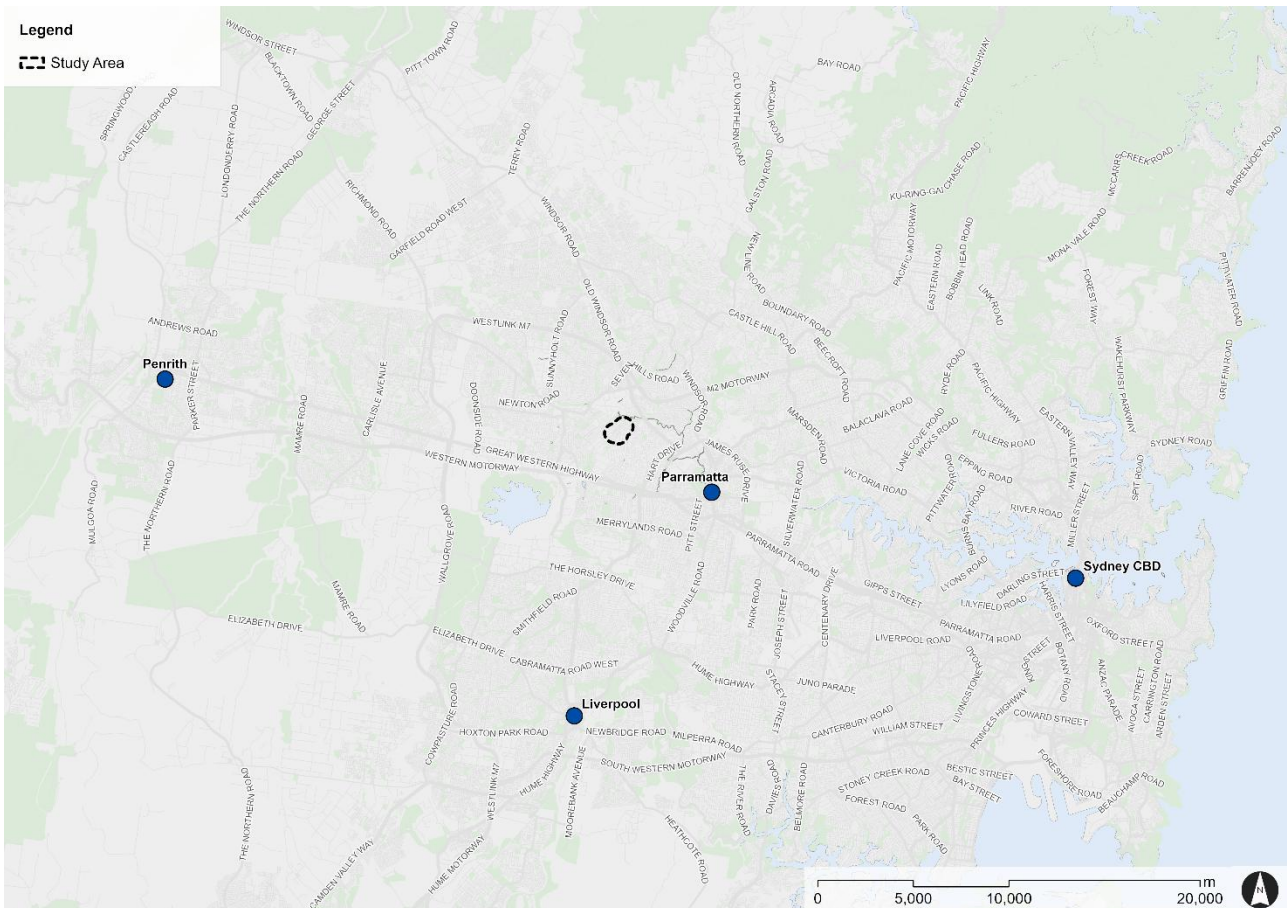 Legend
Study Area
WINDSOR STREET
PITT TOWN ROAD
BAY ROAD
PACIFIC HIGHWAY
SPRINGWOOD
CASTLEREAGH ROAD
LONDONDERRY ROAD
BLACKTOWN ROAD
GEORGE STREET
THE NORTHERN ROAD
TERRY ROAD
OLD NORTHERN ROAD
ARCADIA ROAD
GALSTON ROAD
MCCARRS CREEK ROAD
BARRENJOEY ROAD
KU-RING-GAI CHASE ROAD
RICHMOND ROAD
GARFIELD ROAD WEST
WINDSOR ROAD
NEW LINE ROAD
PACIFIC MOTORWAY
EASTERN ROAD
BOBBIN HEAD ROAD
MONA VALE ROAD
FOREST WAY
PITTWATER ROAD
LINK ROAD
OLD WINDSOR ROAD
BOUNDARY ROAD
CASTLE HILL ROAD
BEECROFT ROAD
ANDREWS ROAD
WESTLINK M7
SUNNYHOLT ROAD
Penrith
PARKER STREET
CARLISLE AVENUE
DOONSIDE ROAD
NEWTON ROAD
SEVEN HILLS ROAD
WINDSOR ROAD
M2 MOTORWAY
RYDE ROAD
PACIFIC HIGHWAY
WAKEHURST PARKWAY
GRIFFIN ROAD
MAMRE ROAD
MARSDEN ROAD
BALACLAVA ROAD
LANE COVE ROAD
WICKS ROAD
FULLERS ROAD
EASTERN VALLEY WAY
SYDNEY ROAD
GREAT WESTERN HIGHWAY
WESTERN MOTORWAY
HART DRIVE
JAMES RUSE DRIVE
Parramatta
VICTORIA ROAD
EPPING ROAD
PITTWATER ROAD
SPIT ROAD
MULGOA ROAD
THE NORTHERN ROAD
WALLGROVE ROAD
MERRYLANDS ROAD
PITT STREET
SILVERWATER ROAD
RIVER ROAD
BURNS BAY ROAD
MILLER STREET
PARRAMATTA ROAD
THE HORSLEY DRIVE
LYONS ROAD
DARLING STREET
Sydney CBD
MAMRE ROAD
SMITHFIELD ROAD
WOODVILLE ROAD
PARK ROAD
JOSEPH STREET
CENTENARY DRIVE
GIPPS STREET
LILYFIELD ROAD
HARRIS STREET
ELIZABETH DRIVE
ELIZABETH DRIVE
CABRAMATTA ROAD WEST
LIVERPOOL ROAD
PARRAMATTA ROAD
OXFORD STREET
HUME HIGHWAY
STACEY STREET
JUNO PARADE
LIVINGSTONE ROAD
KING STREET
BOTANY ROAD
ANZAC PARADE
AVOCA STREET
CARRINGTON ROAD
ARDEN STREET
Liverpool
COWPASTURE ROAD
HOXTON PARK ROAD
NEWBRIDGE ROAD
MILPERRA ROAD
CANTERBURY ROAD
WILLIAM STREET
PRINCES HIGHWAY
COWARD STREET
THE NORTHERN ROAD
WESTLINK M7
HUME HIGHWAY
MOOREBANK AVENUE
SOUTH WESTERN MOTORWAY
THE RIVER ROAD
DAVIES ROAD
BELMORE ROAD
STONEY CREEK ROAD
BESTIC STREET
BAY STREET
FORESHORE ROAD
BEAUCHAMP ROAD
FOREST ROAD
PARK ROAD
CAMDEN VALLEY WAY
HUME MOTORWAY
HEATHCOTE ROAD
m
0 5,000 10,000 20,000
N